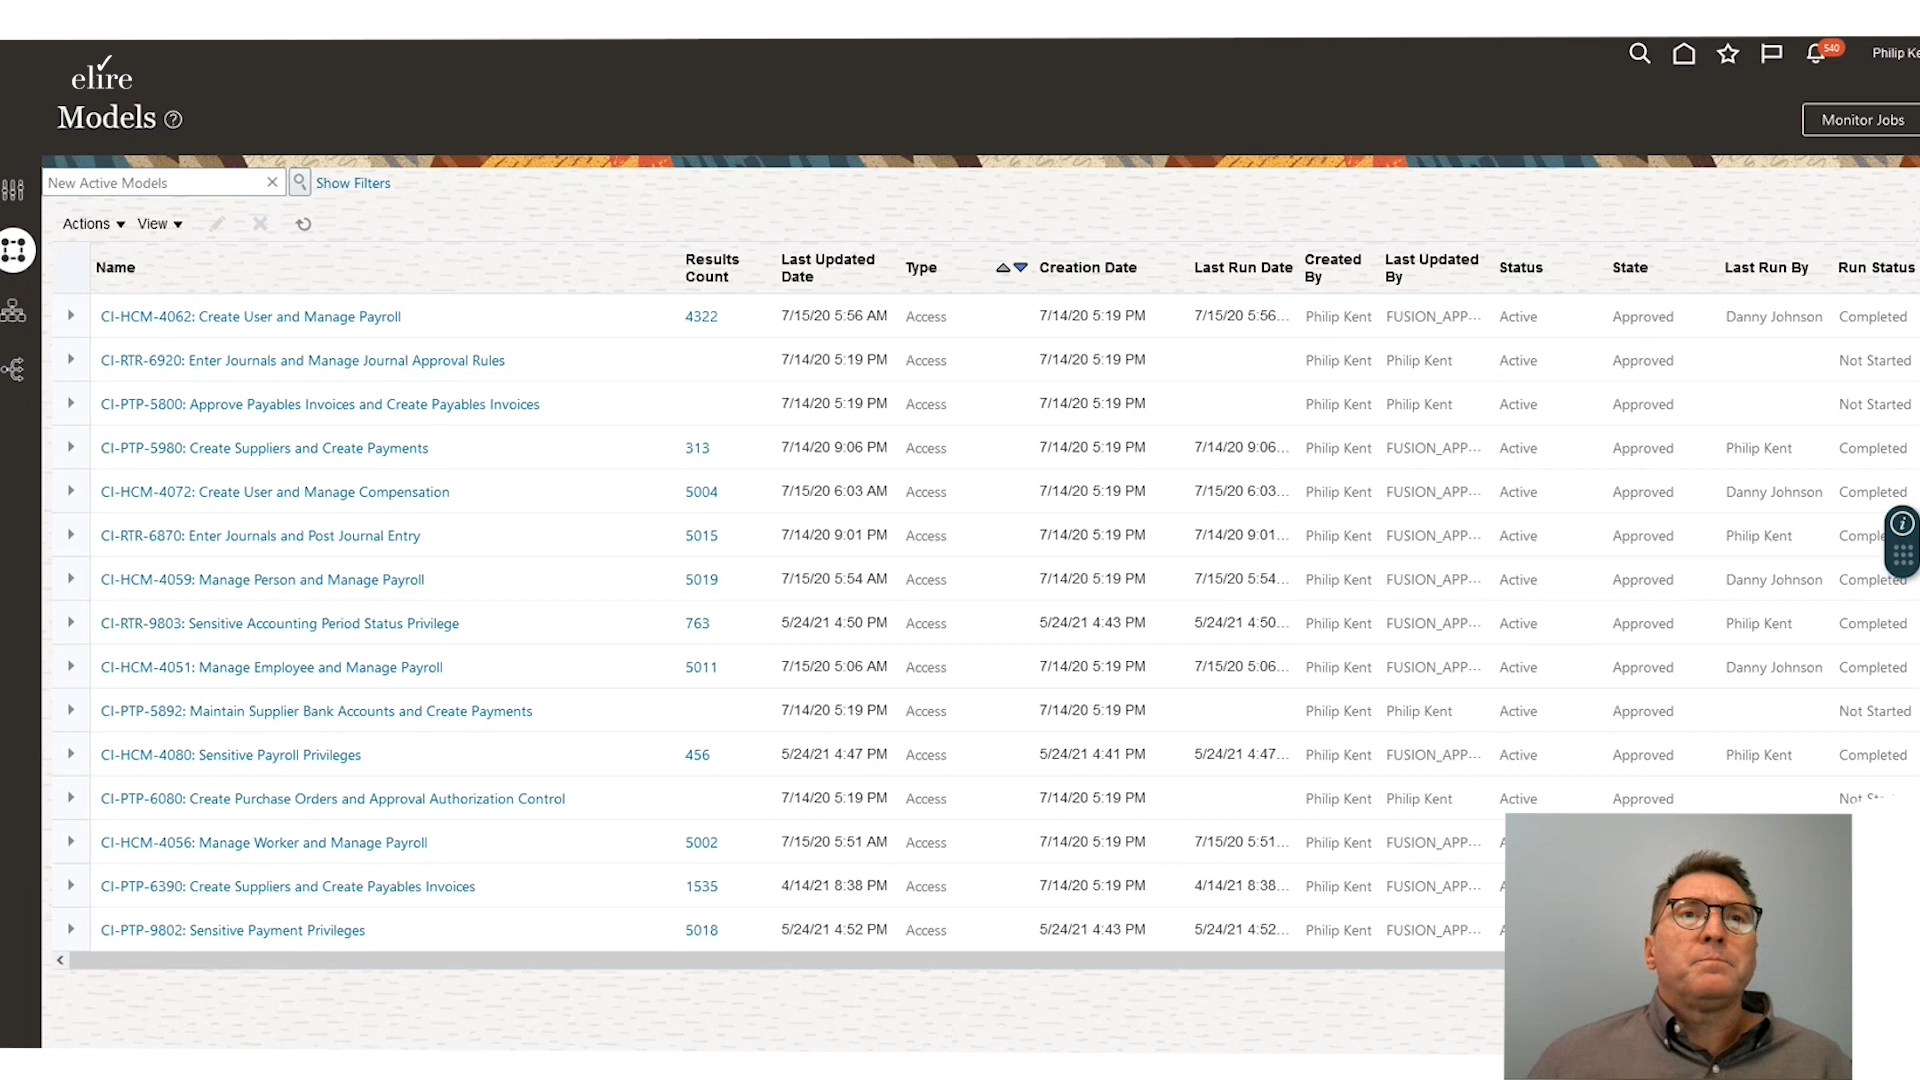 elire
Models
540
Philip Ke
Monitor Jobs
New Active Models
Show Filters
Actions View
Name Results Count Last Updated Date Type Creation Date Last Run Date Created By Last Updated By Status State Last Run By Run Status
CI-HCM-4062: Create User and Manage Payroll 4322 7/15/20 5:56 AM Access 7/14/20 5:19 PM 7/15/20 5:56... Philip Kent FUSION_APP... Active Approved Danny Johnson Completed
CI-RTR-6920: Enter Journals and Manage Journal Approval Rules 7/14/20 5:19 PM Access 7/14/20 5:19 PM Philip Kent Philip Kent Active Approved Not Started
CI-PTP-5800: Approve Payables Invoices and Create Payables Invoices 7/14/20 5:19 PM Access 7/14/20 5:19 PM Philip Kent Philip Kent Active Approved Not Started
CI-PTP-5980: Create Suppliers and Create Payments 313 7/14/20 9:06 PM Access 7/14/20 5:19 PM 7/14/20 9:06... Philip Kent FUSION_APP... Active Approved Philip Kent Completed
CI-HCM-4072: Create User and Manage Compensation 5004 7/15/20 6:03 AM Access 7/14/20 5:19 PM 7/15/20 6:03... Philip Kent FUSION_APP... Active Approved Danny Johnson Completed
CI-RTR-6870: Enter Journals and Post Journal Entry 5015 7/14/20 9:01 PM Access 7/14/20 5:19 PM 7/14/20 9:01... Philip Kent FUSION_APP... Active Approved Philip Kent Comple
CI-HCM-4059: Manage Person and Manage Payroll 5019 7/15/20 5:54 AM Access 7/14/20 5:19 PM 7/15/20 5:54... Philip Kent FUSION_APP... Active Approved Danny Johnson Completed
CI-RTR-9803: Sensitive Accounting Period Status Privilege 763 5/24/21 4:50 PM Access 5/24/21 4:43 PM 5/24/21 4:50... Philip Kent FUSION_APP... Active Approved Philip Kent Completed
CI-HCM-4051: Manage Employee and Manage Payroll 5011 7/15/20 5:06 AM Access 7/14/20 5:19 PM 7/15/20 5:06... Philip Kent FUSION_APP... Active Approved Danny Johnson Completed
CI-PTP-5892: Maintain Supplier Bank Accounts and Create Payments 7/14/20 5:19 PM Access 7/14/20 5:19 PM Philip Kent Philip Kent Active Approved Not Started
CI-HCM-4080: Sensitive Payroll Privileges 456 5/24/21 4:47 PM Access 5/24/21 4:41 PM 5/24/21 4:47... Philip Kent FUSION_APP... Active Approved Philip Kent Completed
CI-PTP-6080: Create Purchase Orders and Approval Authorization Control 7/14/20 5:19 PM Access 7/14/20 5:19 PM Philip Kent Philip Kent Active Approved Not
CI-HCM-4056: Manage Worker and Manage Payroll 5002 7/15/20 5:51 AM Access 7/14/20 5:19 PM 7/15/20 5:51... Philip Kent FUSION_APP...
CI-PTP-6390: Create Suppliers and Create Payables Invoices 1535 4/14/21 8:38 PM Access 7/14/20 5:19 PM 4/14/21 8:38... Philip Kent FUSION_APP...
CI-PTP-9802: Sensitive Payment Privileges 5018 5/24/21 4:52 PM Access 5/24/21 4:43 PM 5/24/21 4:52... Philip Kent FUSION_APP...